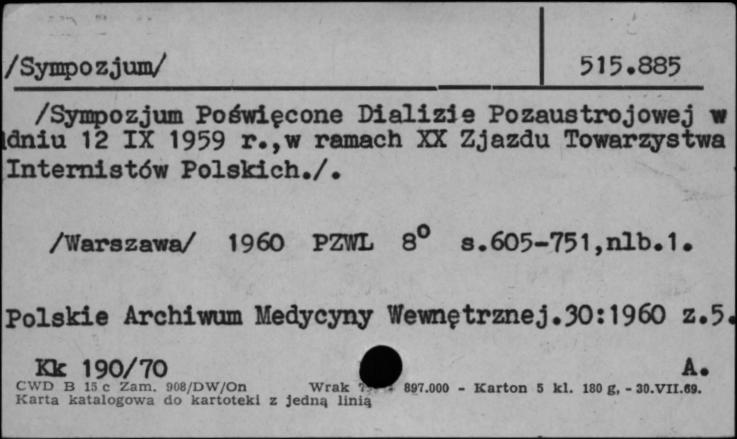 /Sympozjum/ 515.885
/Sympozjum Poświęcone Dializie Pozaustrojowej w
dniu 12 IX 1959 r.,w ramach XX Zjazdu Towarzystwa
Internistów Polskich./.
/Warszawa/ 1960 PZWL 8° s.605-751,nlb.1.
Polskie Archiwum Medycyny Wewnętrznej.30:1960 z.5.
Kk 190/70 A.
CWD B 15 c Zam. 908/DW/On Wrak 897.000 - Karton 5 kl. 180 g, - 30.VII.69.
Karta katalogowa do kartoteki z jedną linią